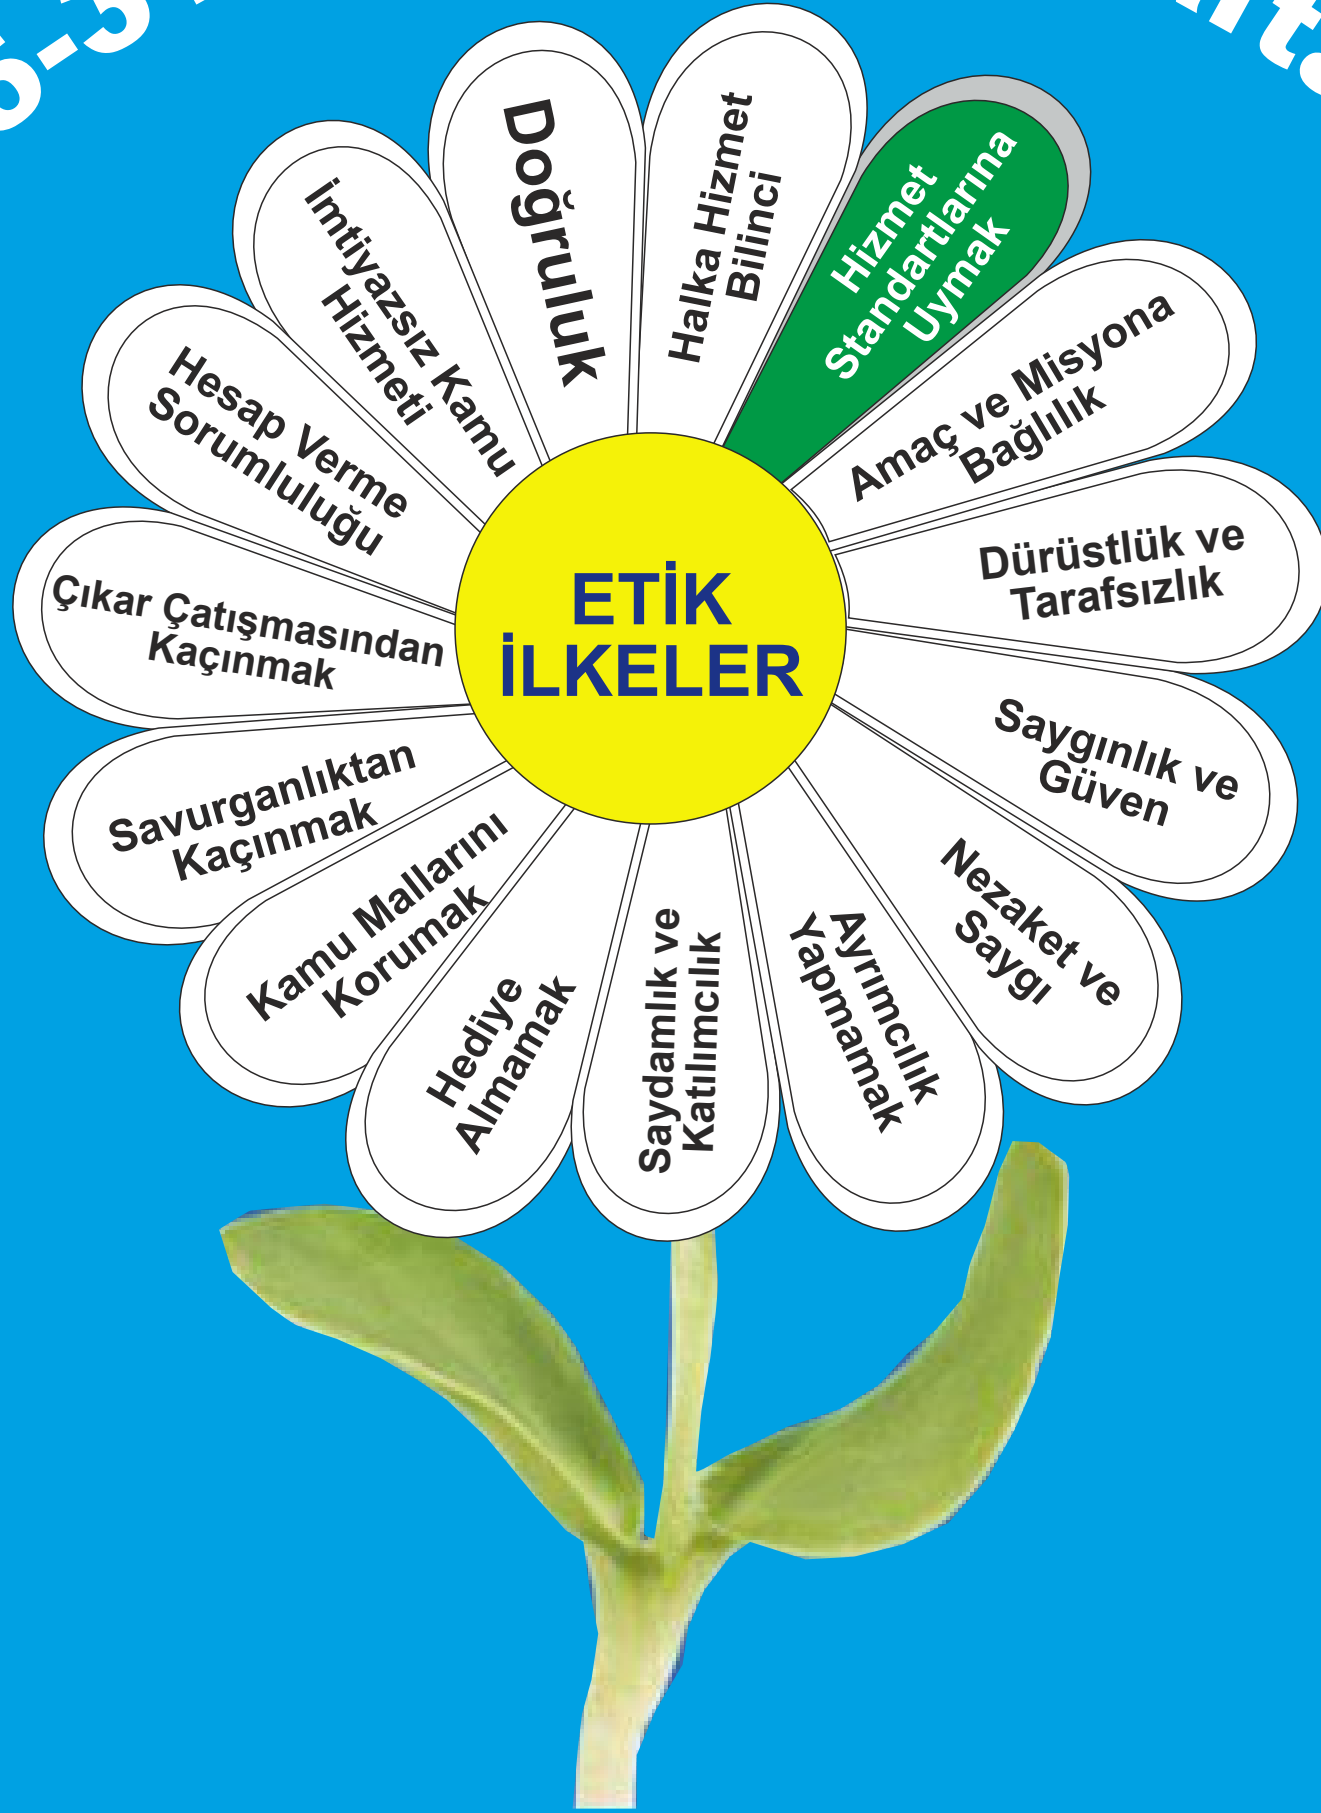 ETİK
İLKELER
Doğruluk
Halka Hizmet
Bilinci
Hizmet
Standartlarına
Uymak
Amaç ve Misyona
Bağlılık
Dürüstlük ve
Tarafsızlık
Saygınlık ve
Güven
Nezaket ve
Saygı
Ayrımcılık
Yapmamak
Saydamlık ve
Katılımcılık
Hediye
Almamak
Kamu Mallarını
Korumak
Savurganlıktan
Kaçınmak
Çıkar Çatışmasından
Kaçınmak
Hesap Verme
Sorumluluğu
İmtiyazsız Kamu
Hizmeti